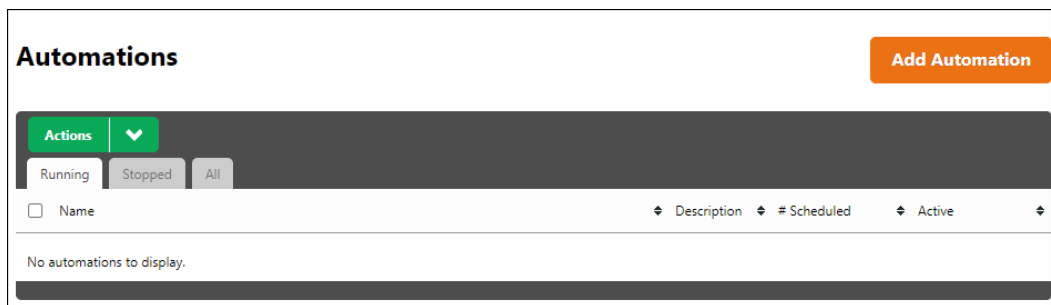 Automations
Add Automation
Actions
Running Stopped All
Name Description # Scheduled Active
No automations to display.